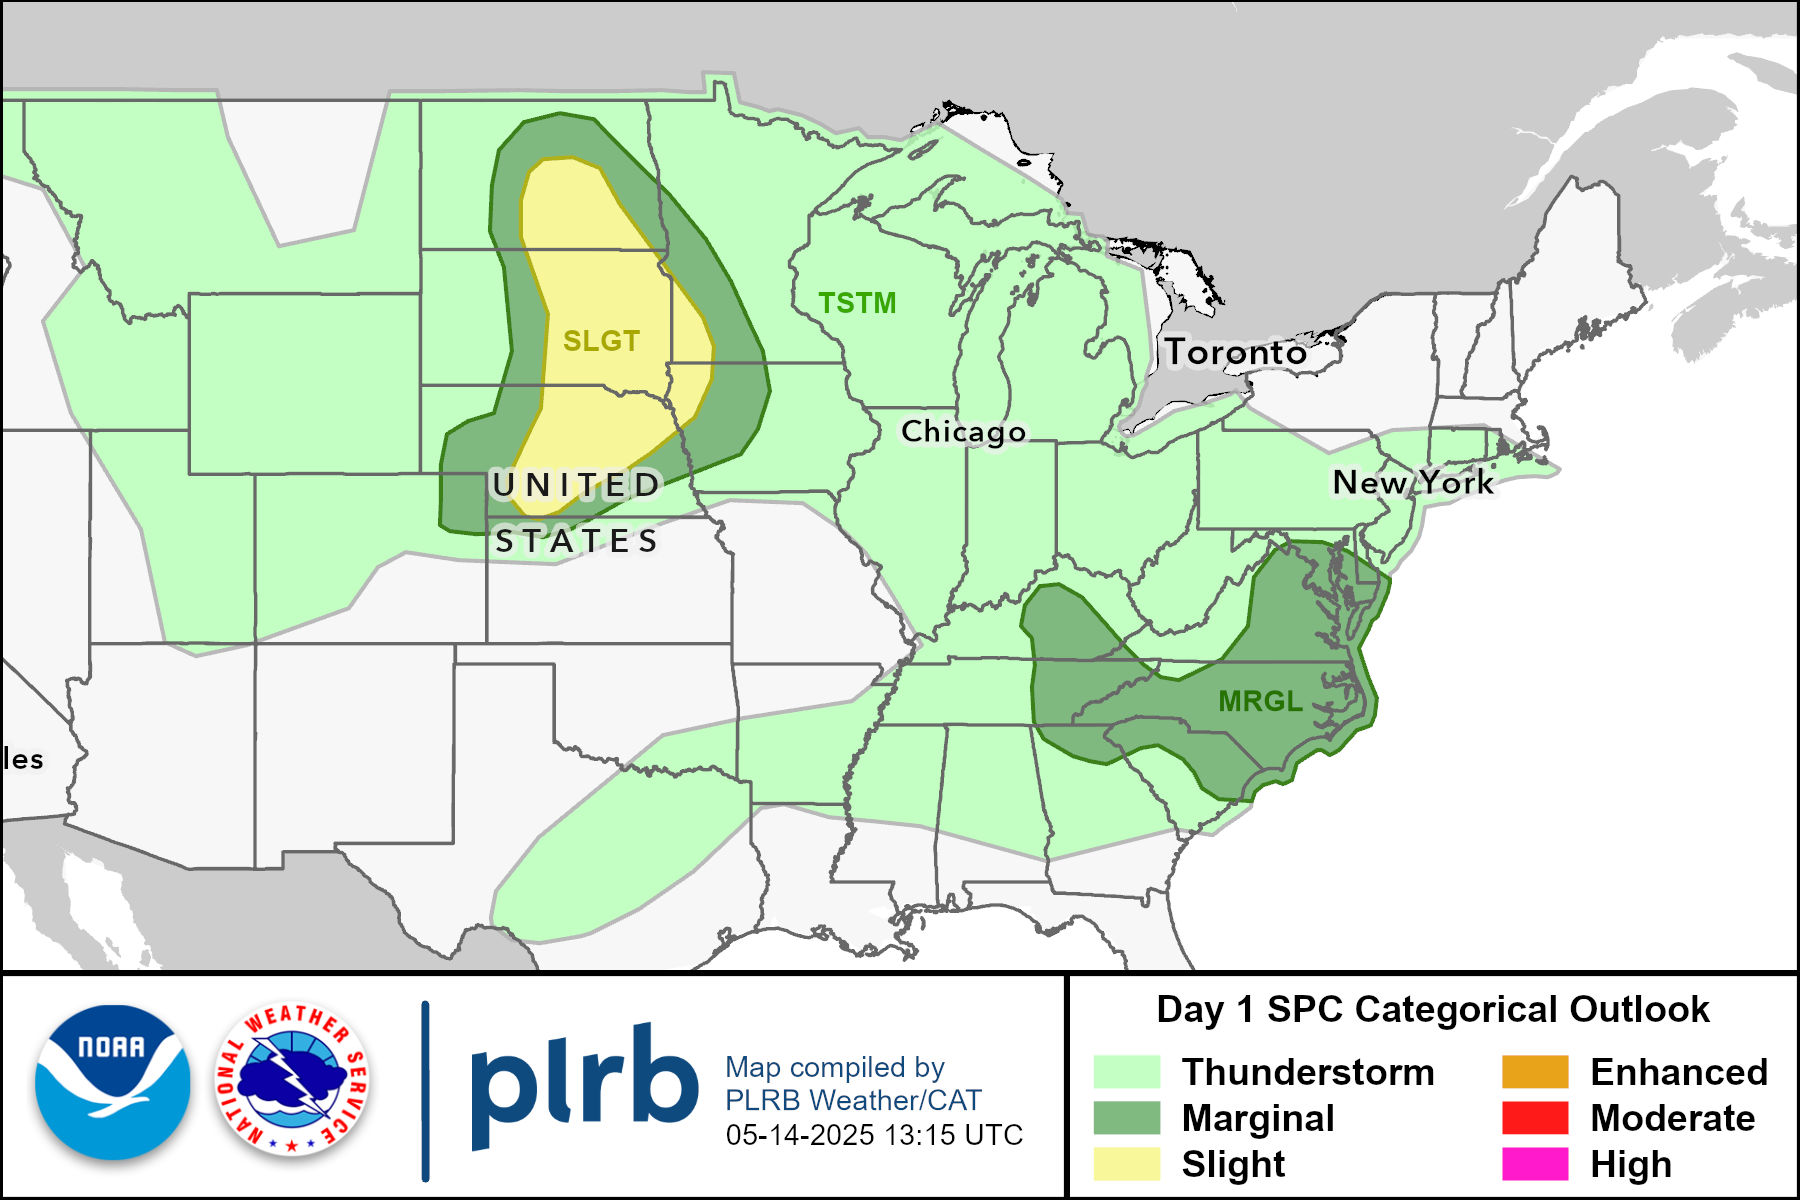 TSTM
SLGT
Toronto
Chicago
UNITED
New York
STATES
MRGL
les
NOAA
NATIONAL WEATHER SERVICE
plrb
Map compiled by
PLRB Weather/CAT
05-14-2025 13:15 UTC
Day 1 SPC Categorical Outlook
Thunderstorm
Marginal
Slight
Enhanced
Moderate
High